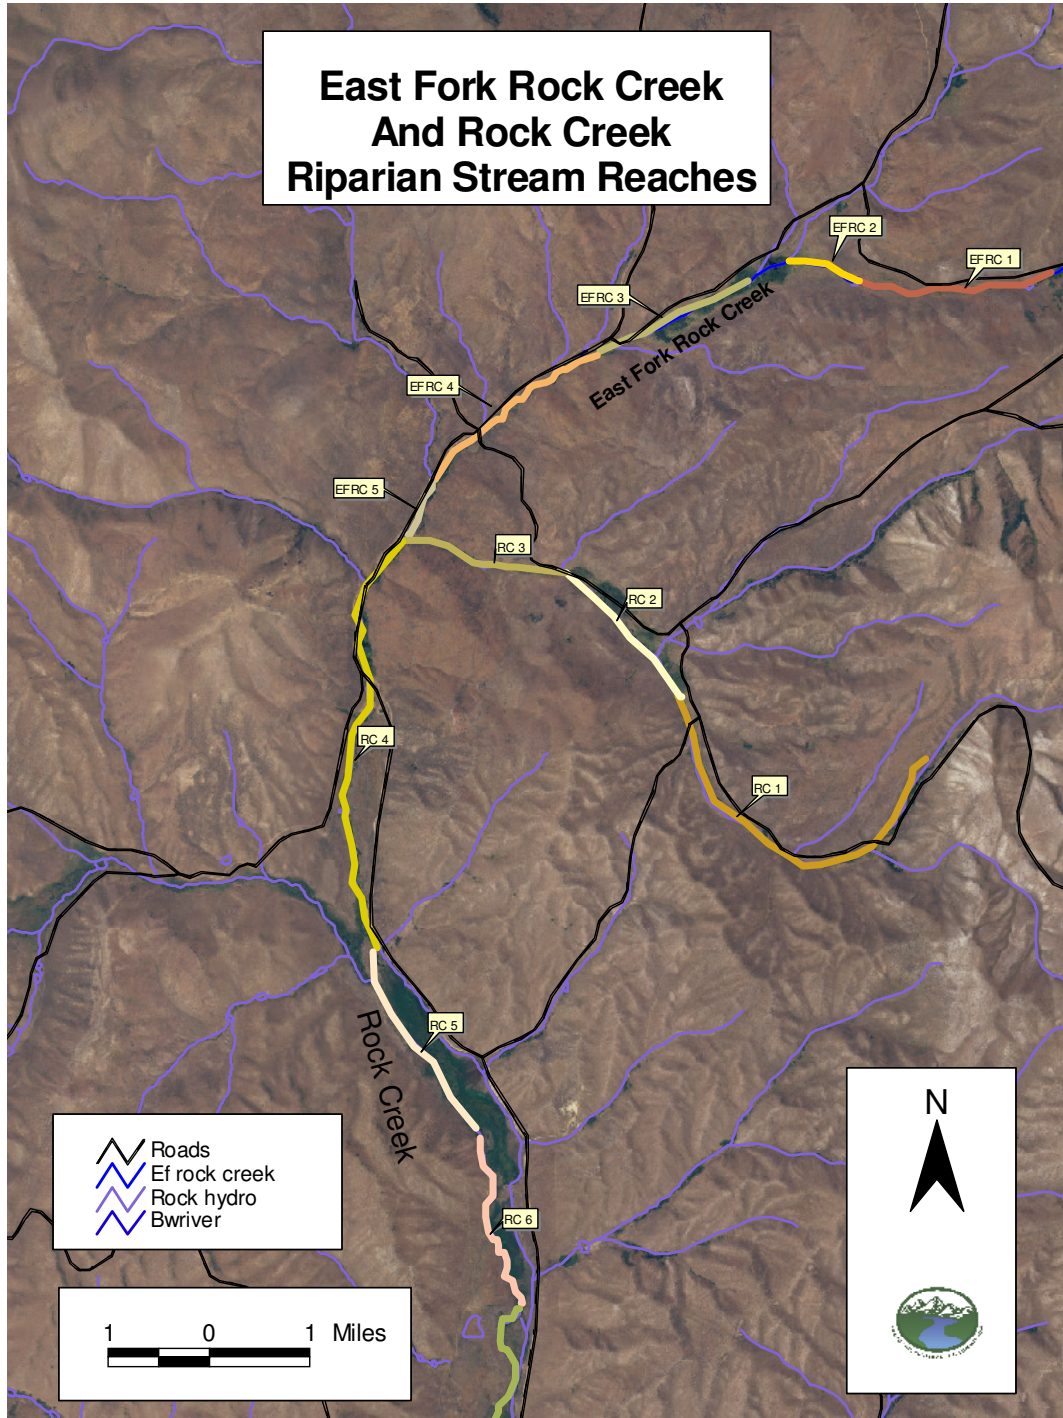 East Fork Rock Creek
And Rock Creek
Riparian Stream Reaches
EFRC 2
EFRC 1
EFRC 3
East Fork Rock Creek
EFRC 4
EFRC 5
RC 3
RC 2
RC 4
RC 1
RC 5
Rock Creek
RC 6
N
Roads
Ef rock creek
Rock hydro
Bwriver
1 0 1 Miles